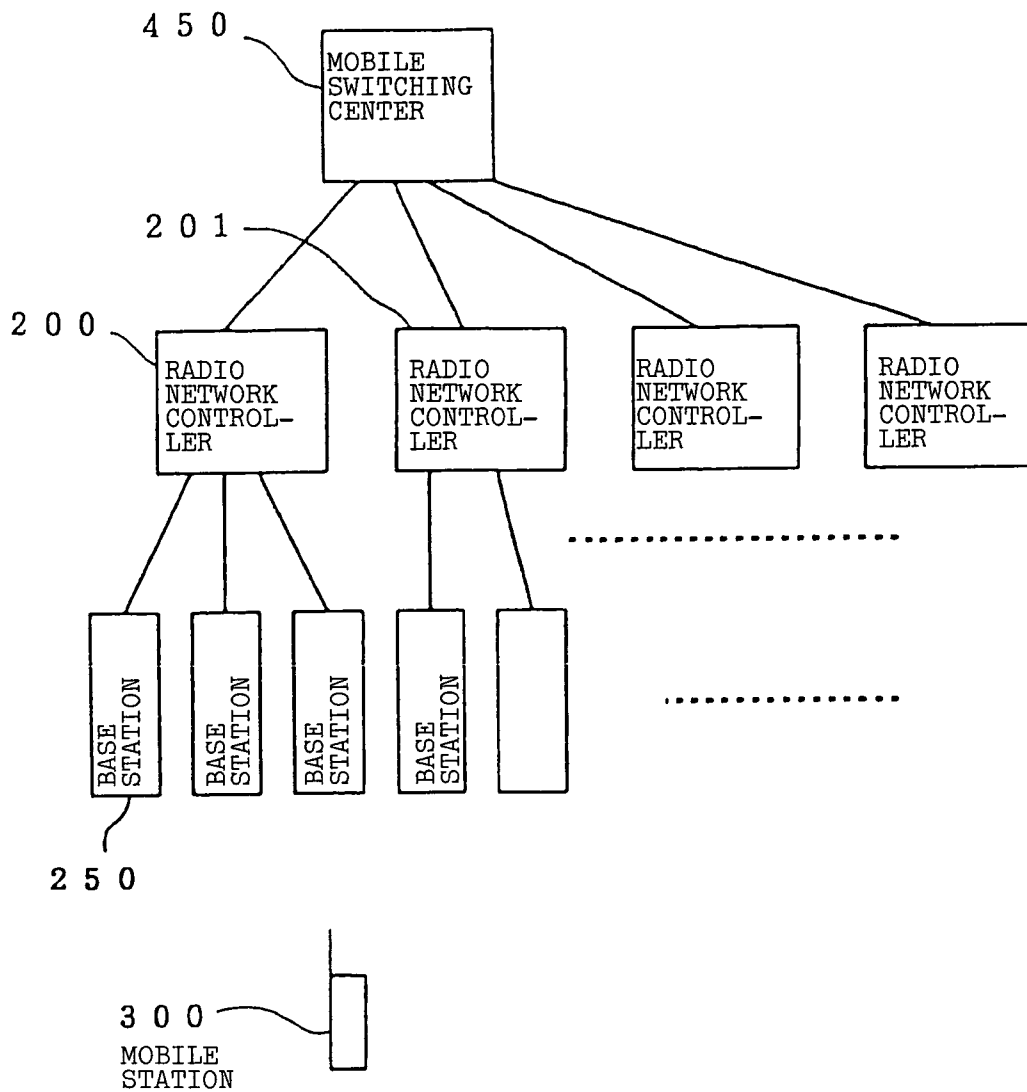 450
MOBILE
SWITCHING
CENTER
201
200
RADIO
NETWORK
CONTROL-
LER
RADIO
NETWORK
CONTROL-
LER
RADIO
NETWORK
CONTROL-
LER
RADIO
NETWORK
CONTROL-
LER
BASE
STATION
BASE
STATION
BASE
STATION
BASE
STATION
250
300
MOBILE
STATION